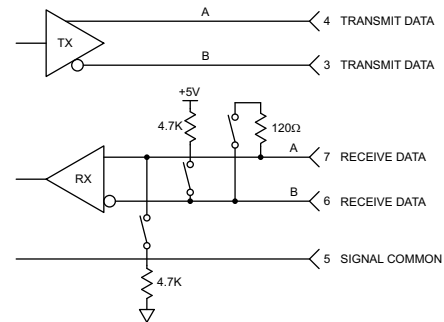 A
4 TRANSMIT DATA
TX
B
3 TRANSMIT DATA
+5V
4.7K
120Ω
A
7 RECEIVE DATA
RX
B
6 RECEIVE DATA
5 SIGNAL COMMON
4.7K